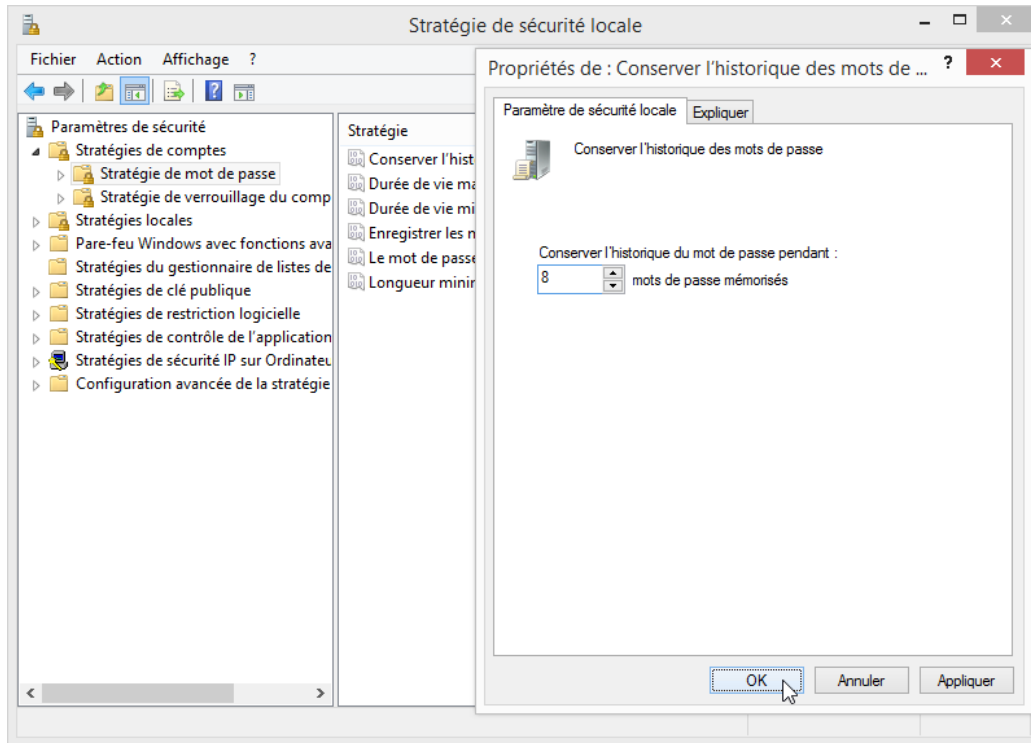 Stratégie de sécurité locale
Fichier Action Affichage ?
Paramètres de sécurité
Stratégies de comptes
Stratégie de mot de passe
Stratégie de verrouillage du comp
Stratégies locales
Pare-feu Windows avec fonctions ava
Stratégies du gestionnaire de listes de
Stratégies de clé publique
Stratégies de restriction logicielle
Stratégies de contrôle de l'application
Stratégies de sécurité IP sur Ordinateu
Configuration avancée de la stratégie
Stratégie
Conserver l'hist
Durée de vie ma
Durée de vie mi
Enregistrer les n
Le mot de passe
Longueur minir
Propriétés de : Conserver l'historique des mots de ... ?
Paramètre de sécurité locale Expliquer
Conserver l'historique des mots de passe
Conserver l'historique du mot de passe pendant :
8 mots de passe mémorisés
OK Annuler Appliquer